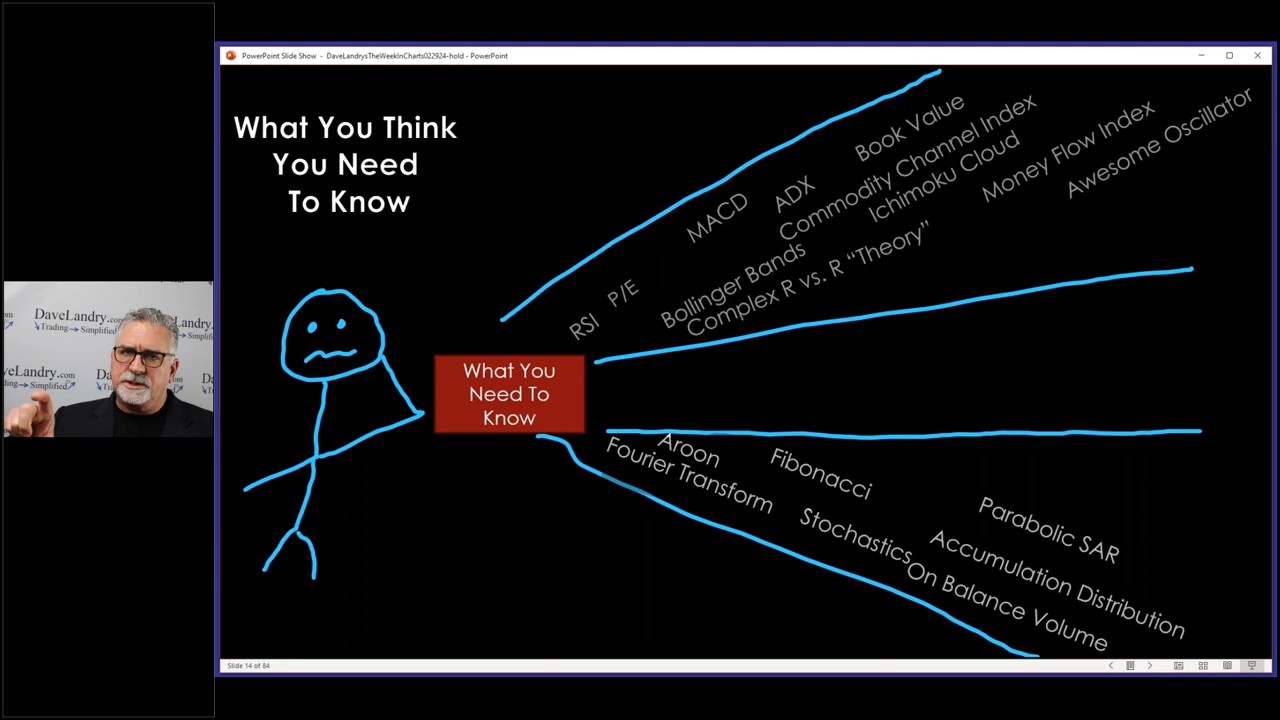 PowerPoint Slide Show - DaveLandrysTheWeekInCharts022924-hold - PowerPoint
What You Think
You Need
To Know
Book Value
Commodity Channel Index
Ichimoku Cloud
Money Flow Index
Awesome Oscillator
MACD
ADX
P/E
RSI
Bollinger Bands
Complex R vs. R “Theory”
What You
Need To
Know
Aroon
Fourier Transform
Fibonacci
Stochastics
Parabolic SAR
Accumulation Distribution
On Balance Volume
DaveLandry.com
Trading Simplified
Slide 14 of 84